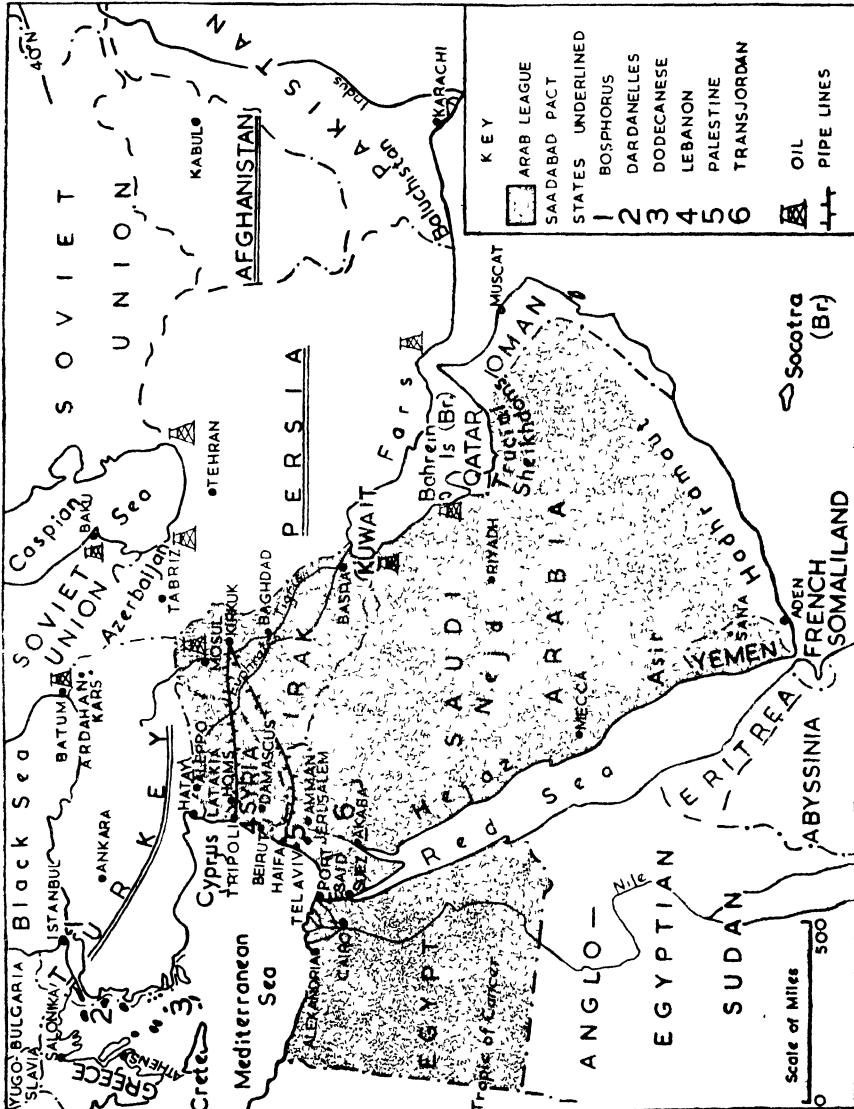 YUGO-
SLAVIA
BULGARIA
Black Sea
SOVIET
UNION
Caspian
Sea
SOVIET
UNION
40°N
SALONIKA
ISTANBUL
1
BATUM
ARDAHAN
KARS
BAKU
Azerbaijan
TABRIZ
GREECE
ATHENS
2
3
TURKEY
ANKARA
TEHRAN
KABUL
AFGHANISTAN
PAKISTAN
Indus
Baluchistan
KARACHI
Crete
Mediterranean
Sea
Cyprus
HATAY
ALEPPO
LATAKIA
HOMS
TRIPOLI
SYRIA
4
BEIRUT
DAMASCUS
HAIFA
5
TEL AVIV
AMMAN
JERUSALEM
PORT
SAID
6
AKABA
SUEZ
MOSUL
KIRKUK
Euphrates
Tigris
BAGHDAD
IRAK
BASRA
KUWAIT
PERSIA
Fars
Bahrein
Is (Br.)
QATAR
Trucial
Sheikhdoms
OMAN
MUSCAT
ALEXANDRIA
CAIRO
EGYPT
Tropic of Cancer
SAUDI
Nejd
ARABIA
RIYADH
Hejaz
MECCA
Red Sea
Asir
YEMEN
SANA
Hadhramaut
ADEN
Socotra
(Br)
Nile
ANGLO—
EGYPTIAN
SUDAN
ERITREA
ABYSSINIA
FRENCH
SOMALILAND
Scale of Miles
0 500
KEY
ARAB LEAGUE
SAADABAD PACT
STATES UNDERLINED
1 BOSPHORUS
2 DARDANELLES
3 DODECANESE
4 LEBANON
5 PALESTINE
6 TRANSJORDAN
OIL
PIPE LINES